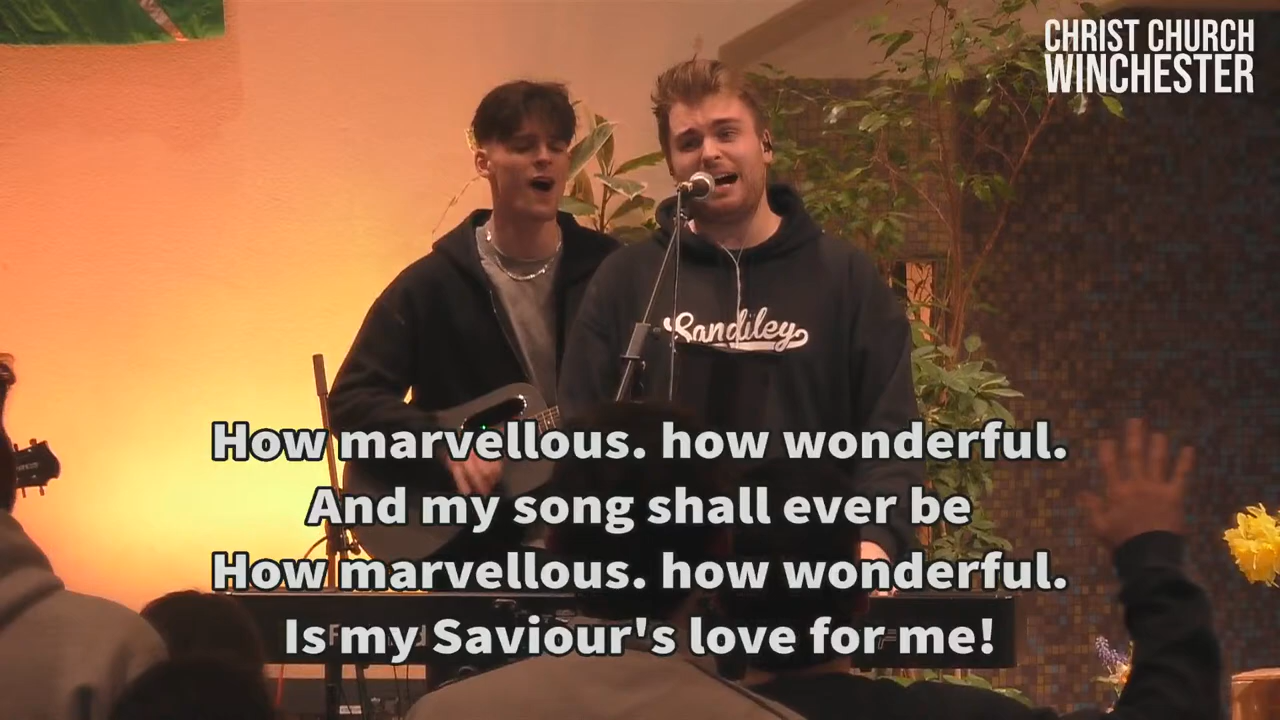 CHRIST CHURCH
WINCHESTER
Sandiley
How marvellous. how wonderful.
And my song shall ever be
How marvellous. how wonderful.
Is my Saviour's love for me!